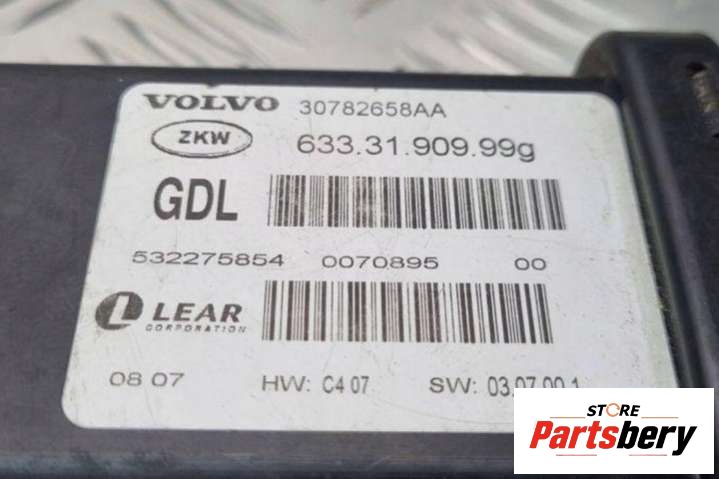 VOLVO 30782658AA
ZKW 633.31.909.99g
GDL
532275854 0070895 00
LEAR
CORPORATION
08 07 HW: C4 07 SW: 03.07.00.1
STORE
Partsbery